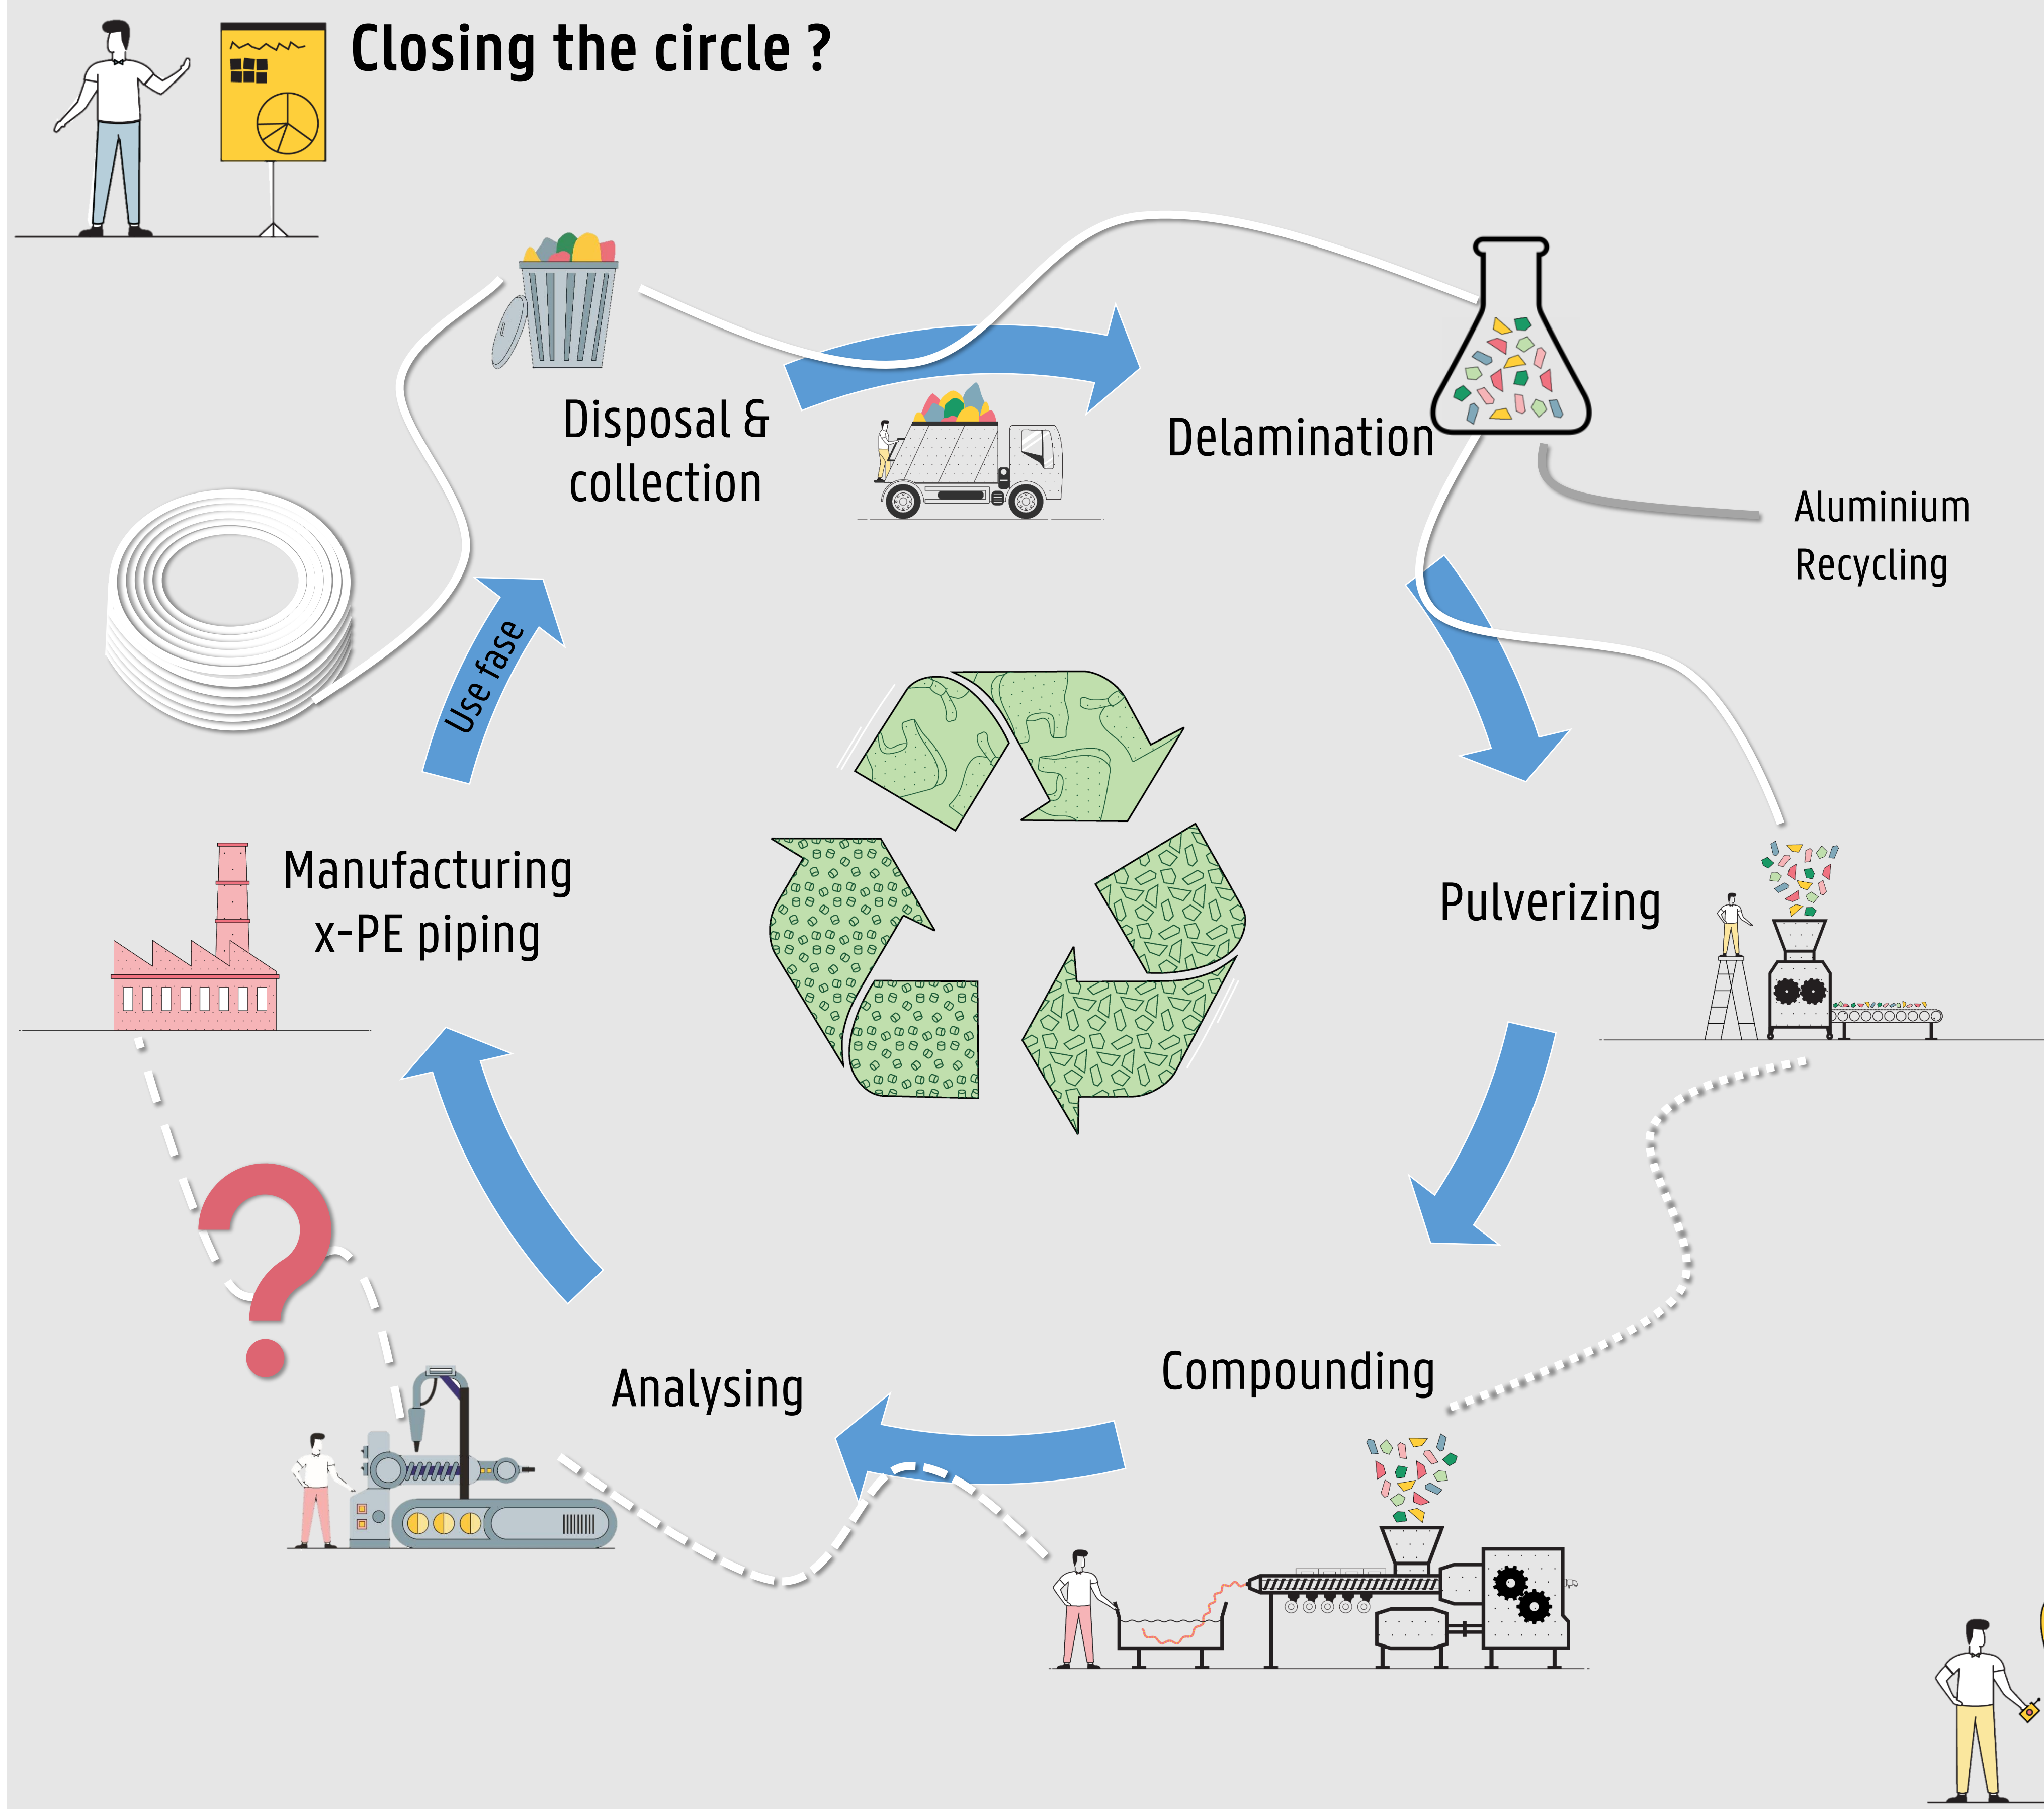 Closing the circle ?
Disposal &
collection
Delamination
Aluminium
Recycling
Use fase
Manufacturing
x-PE piping
Pulverizing
Compounding
Analysing